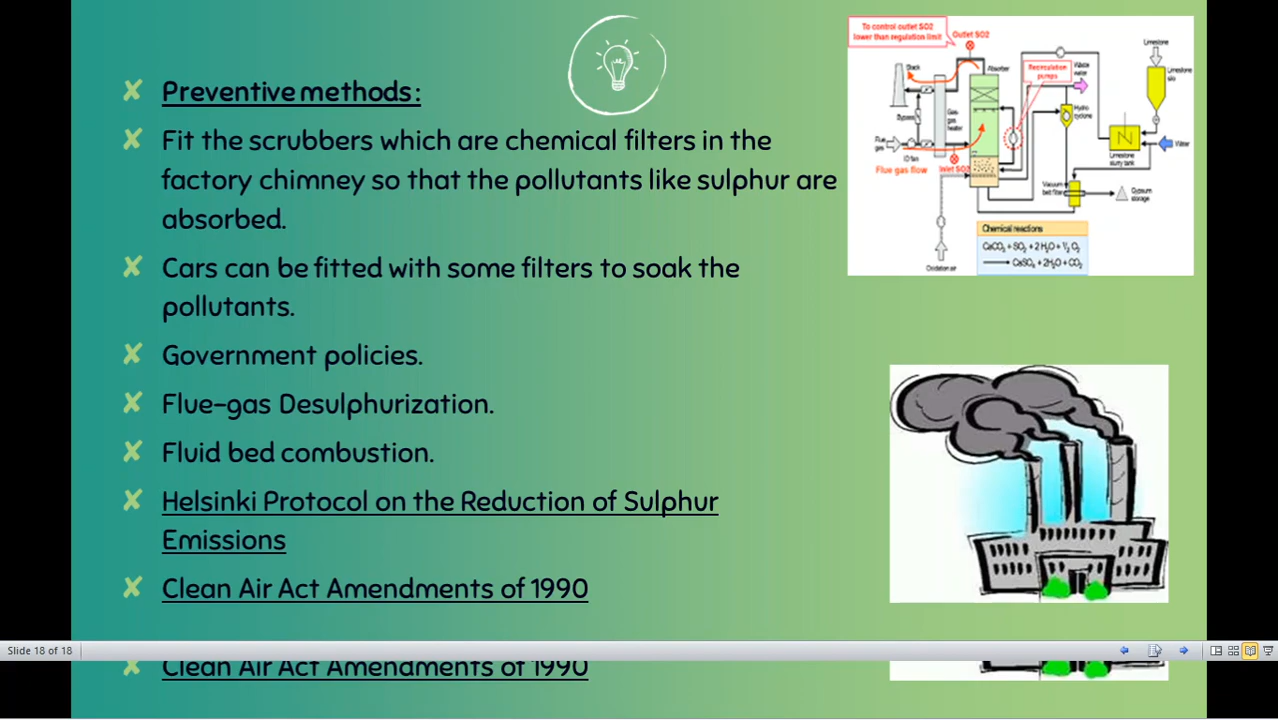 Preventive methods:
Fit the scrubbers which are chemical filters in the
factory chimney so that the pollutants like sulphur are
absorbed.
Cars can be fitted with some filters to soak the
pollutants.
Government policies.
Flue-gas Desulphurization.
Fluid bed combustion.
Helsinki Protocol on the Reduction of Sulphur
Emissions
Clean Air Act Amendments of 1990
To control outlet SO2
lower than regulation limit
Outlet SO2
Stack
Absorber
Recirculation
pumps
Waste
water
Limestone
Limestone
silo
Bypass
Gas-
gas
heater
Hydro
cyclone
Flue
gas
ID fan
Flue gas flow
Inlet SO2
Limestone
slurry tank
Water
Vacuum
belt filter
Gypsum
storage
Oxidation air
Chemical reactions
CaCO₃ + SO₂ + 2H₂O + ½ O₂
→ CaSO₄ + 2H₂O + CO₂
Slide 18 of 18
Clean Air Act Amendments of 1990